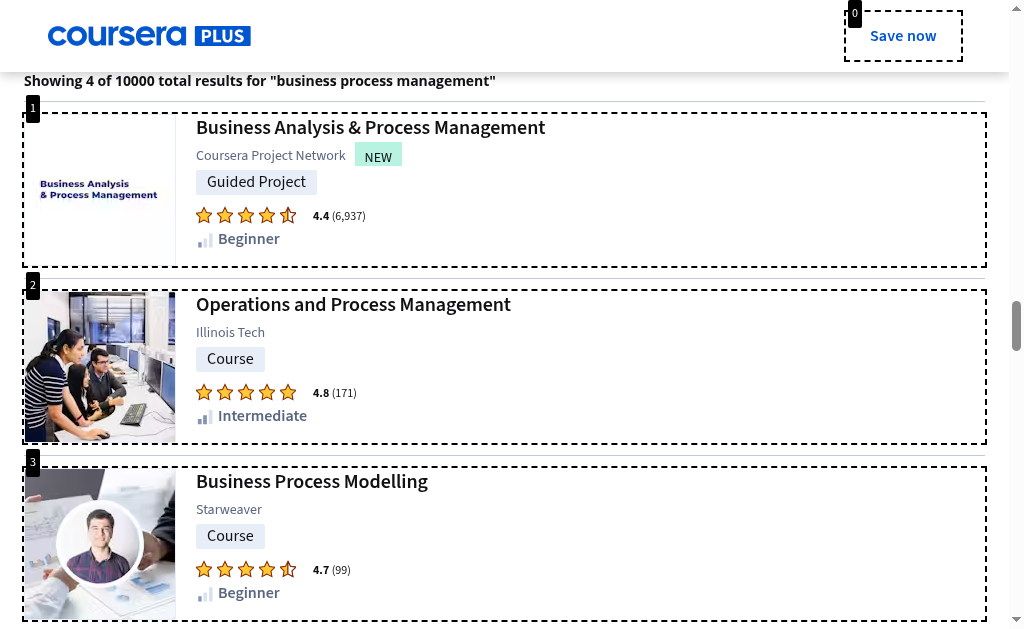 coursera PLUS
0
Save now
Showing 4 of 10000 total results for "business process management"
1
Business Analysis
& Process Management
Business Analysis & Process Management
Coursera Project Network NEW
Guided Project
4.4 (6,937)
Beginner
2
Operations and Process Management
Illinois Tech
Course
4.8 (171)
Intermediate
3
Business Process Modelling
Starweaver
Course
4.7 (99)
Beginner